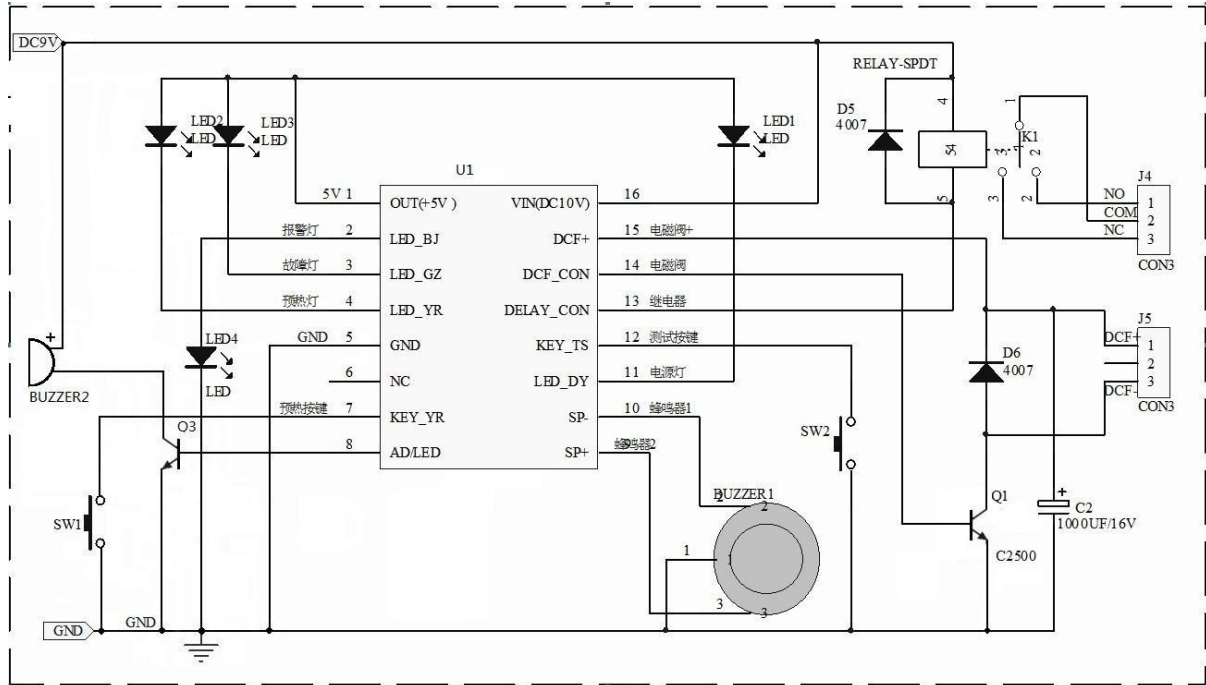 DC9V
RELAY-SPDT
LED2
LED
LED3
LED
LED1
LED
D5
4007
4
54
5
1
K1
3
2
3
2
J4
NO
1
COM
2
NC
3
CON3
U1
5V 1
OUT(+5V )
VIN(DC10V)
16
报警灯 2
LED_BJ
DCF+
15 电磁阀+
故障灯 3
LED_GZ
DCF_CON
14 电磁阀
预热灯 4
LED_YR
DELAY_CON
13 继电器
GND 5
GND
KEY_TS
12 测试按键
6
NC
LED_DY
11 电源灯
预热按键 7
KEY_YR
SP-
10 蜂鸣器1
8
AD/LED
SP+
9
蜂鸣器2
LED4
LED
+
BUZZER2
Q3
SW1
SW2
BUZZER1
2
2
1
1
3
3
D6
4007
J5
DCF+
1
2
3
DCF-
CON3
Q1
C2500
+
C2
1000UF/16V
GND
GND